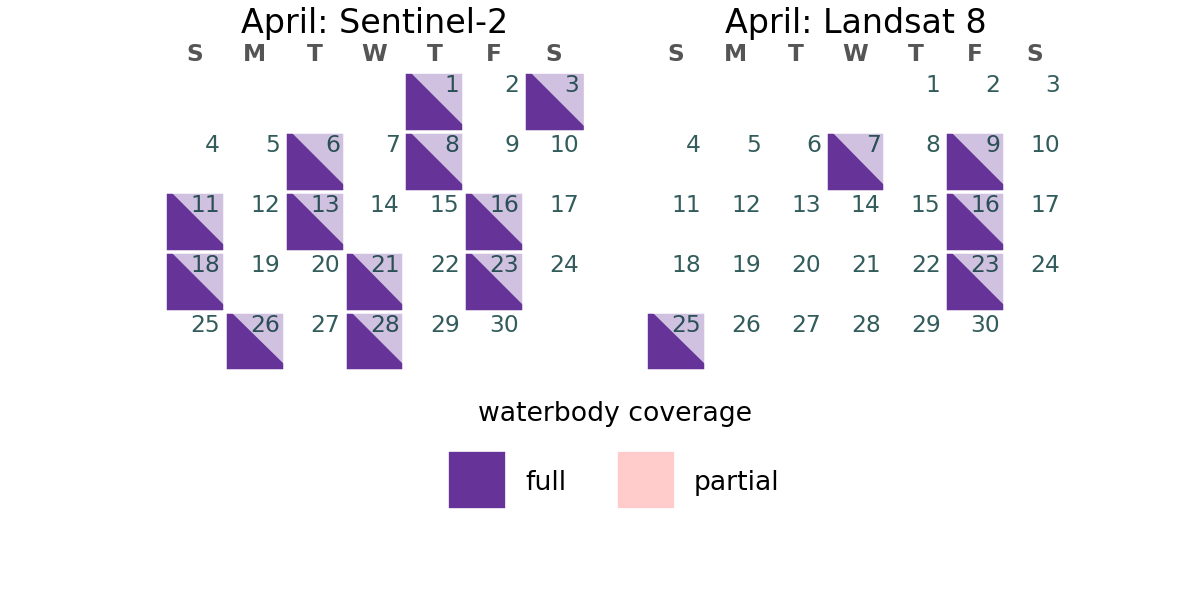 April: Sentinel-2
S M T W T F S
1 2 3
4 5 6 7 8 9 10
11 12 13 14 15 16 17
18 19 20 21 22 23 24
25 26 27 28 29 30
April: Landsat 8
S M T W T F S
1 2 3
4 5 6 7 8 9 10
11 12 13 14 15 16 17
18 19 20 21 22 23 24
25 26 27 28 29 30
waterbody coverage
full partial